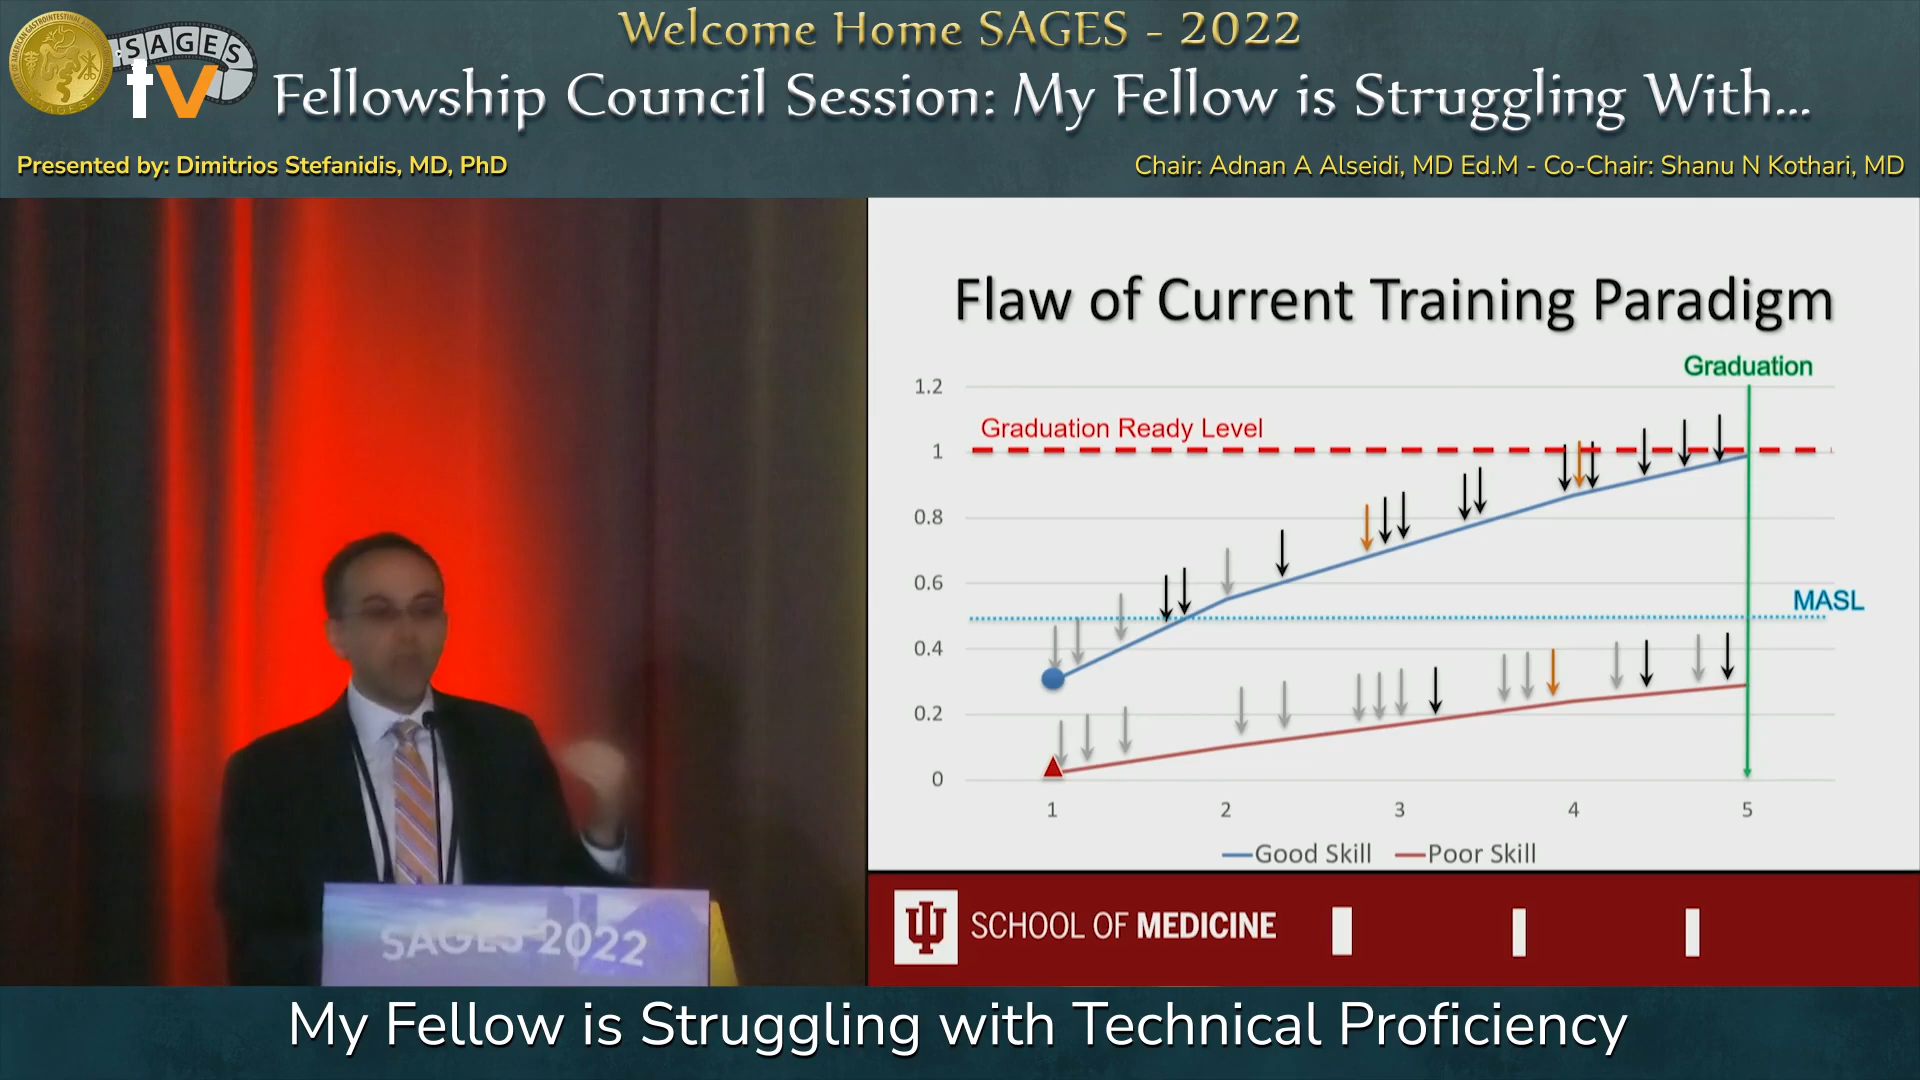 Welcome Home SAGES - 2022
SAGES
tv
Fellowship Council Session: My Fellow is Struggling With...
Presented by: Dimitrios Stefanidis, MD, PhD
Chair: Adnan A Alseidi, MD Ed.M - Co-Chair: Shanu N Kothari, MD
Flaw of Current Training Paradigm
Graduation
1.2
Graduation Ready Level
1
0.8
0.6
MASL
0.4
0.2
0
1 2 3 4 5
Good Skill Poor Skill
SCHOOL OF MEDICINE
SAGES 2022
My Fellow is Struggling with Technical Proficiency